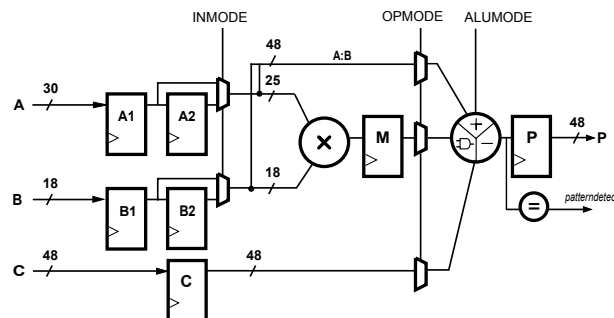 INMODE
OPMODE
ALUMODE
48
A:B
30
25
A
A1
A2
×
M
+
−
P
48
P
18
18
B
B1
B2
=
patterndetect
48
48
C
C